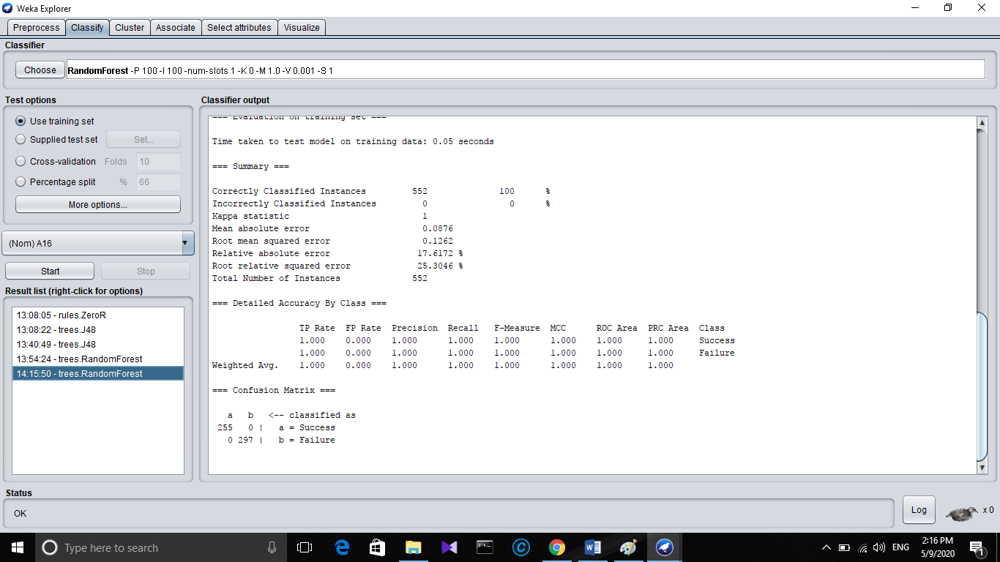 Weka Explorer
Preprocess Classify Cluster Associate Select attributes Visualize
Classifier
Choose RandomForest -P 100 -I 100 -num-slots 1 -K 0 -M 1.0 -V 0.001 -S 1
Test options
Use training set
Supplied test set Set...
Cross-validation Folds 10
Percentage split % 66
More options...
(Nom) A16
Start Stop
Result list (right-click for options)
13:08:05 - rules.ZeroR
13:08:22 - trees.J48
13:40:49 - trees.J48
13:54:24 - trees.RandomForest
14:15:50 - trees.RandomForest
Classifier output
=== Evaluation on training set ===
Time taken to test model on training data: 0.05 seconds
=== Summary ===
Correctly Classified Instances 552 100 %
Incorrectly Classified Instances 0 0 %
Kappa statistic 1
Mean absolute error 0.0876
Root mean squared error 0.1262
Relative absolute error 17.6172 %
Root relative squared error 25.3046 %
Total Number of Instances 552
=== Detailed Accuracy By Class ===
TP Rate FP Rate Precision Recall F-Measure MCC ROC Area PRC Area Class
1.000 0.000 1.000 1.000 1.000 1.000 1.000 1.000 Success
1.000 0.000 1.000 1.000 1.000 1.000 1.000 1.000 Failure
Weighted Avg. 1.000 0.000 1.000 1.000 1.000 1.000 1.000 1.000
=== Confusion Matrix ===
a b <-- classified as
255 0 | a = Success
0 297 | b = Failure
Status
OK
Log x 0
Type here to search
ENG
2:16 PM
5/9/2020
1